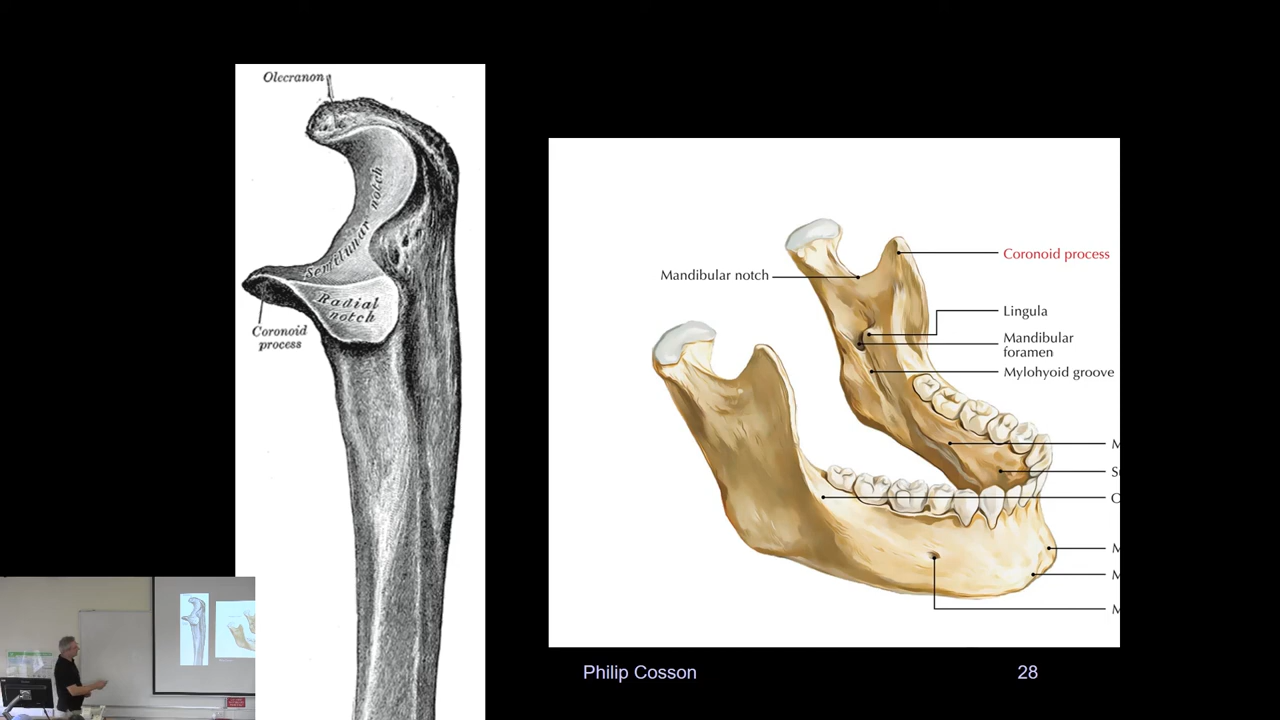 Olecranon
Semilunar notch
Radial
notch
Coronoid
process
Coronoid process
Mandibular notch
Lingula
Mandibular
foramen
Mylohyoid groove
M
S
O
M
M
M
Philip Cosson
28